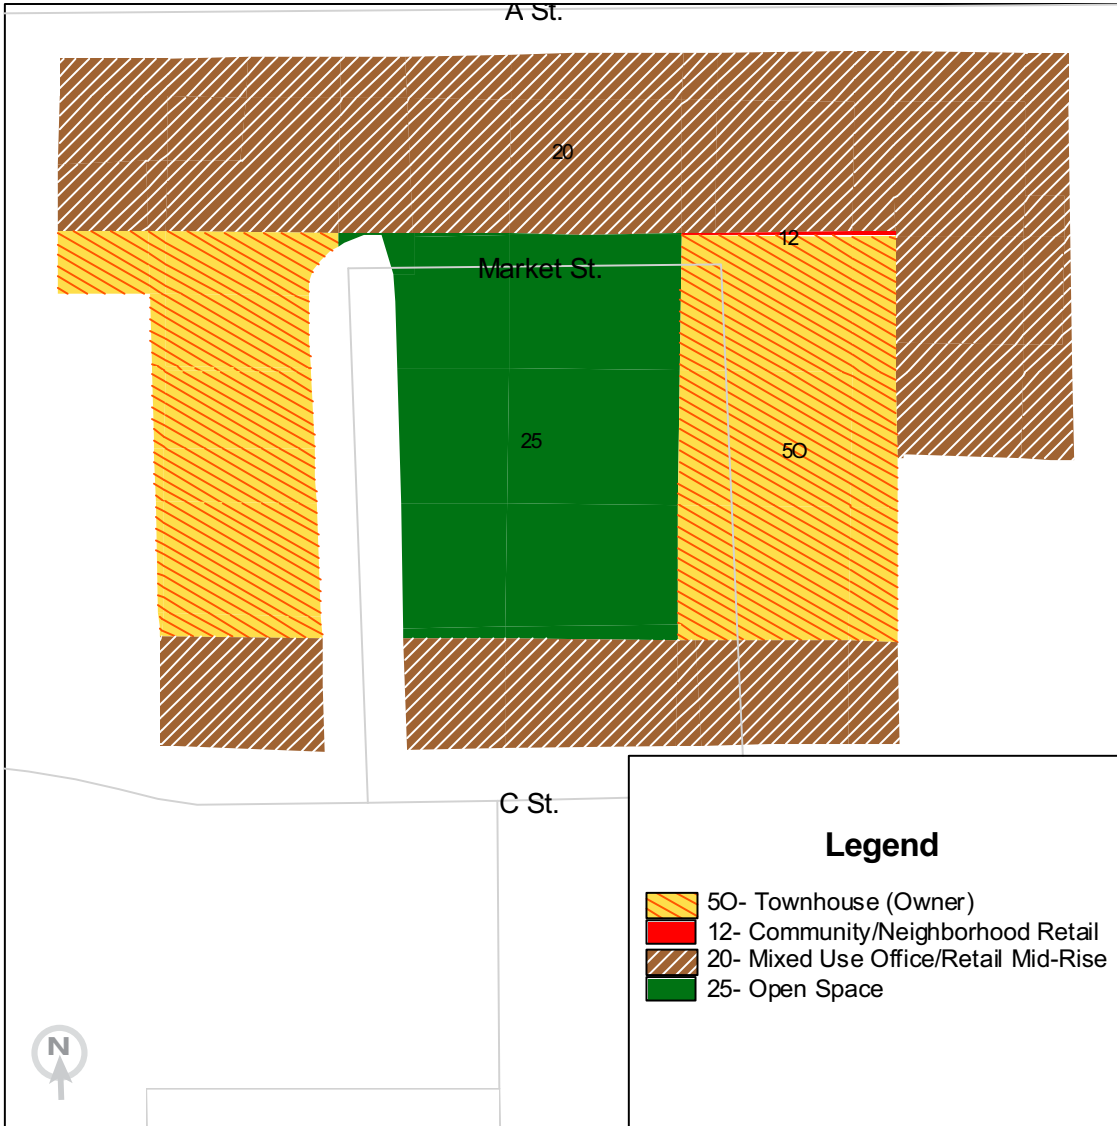 A St.
20
12
Market St.
25
5O
C St.
Legend
5O- Townhouse (Owner)
12- Community/Neighborhood Retail
20- Mixed Use Office/Retail Mid-Rise
25- Open Space
N